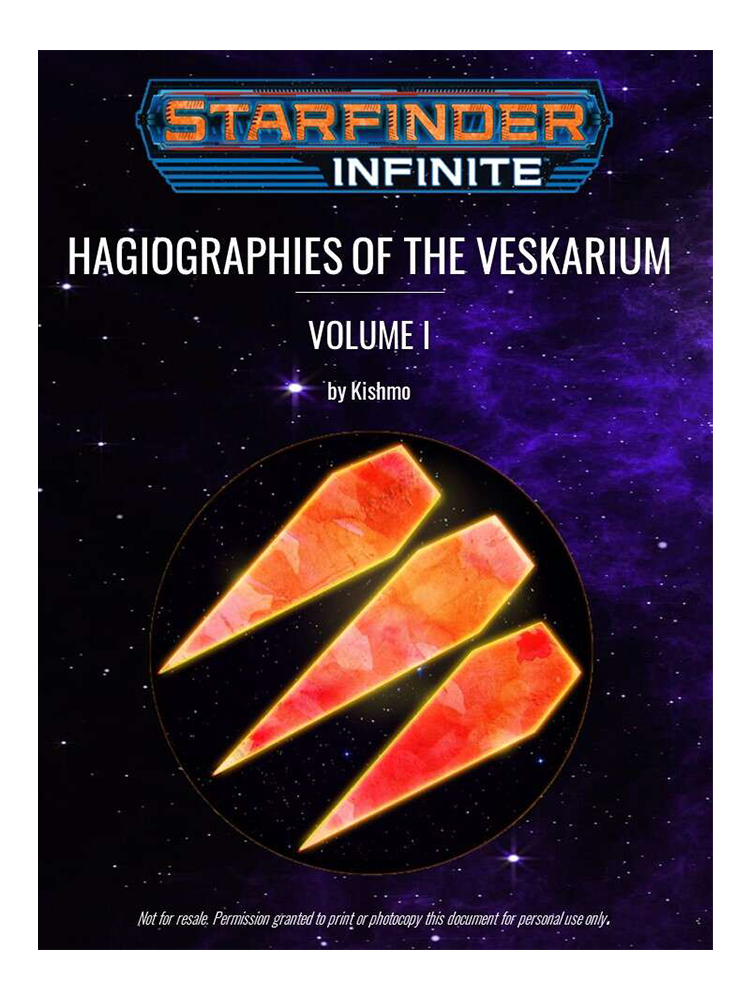 STARFINDER
INFINITE
HAGIOGRAPHIES OF THE VESKARIUM
VOLUME I
by Kishmo
Not for resale. Permission granted to print or photocopy this document for personal use only.